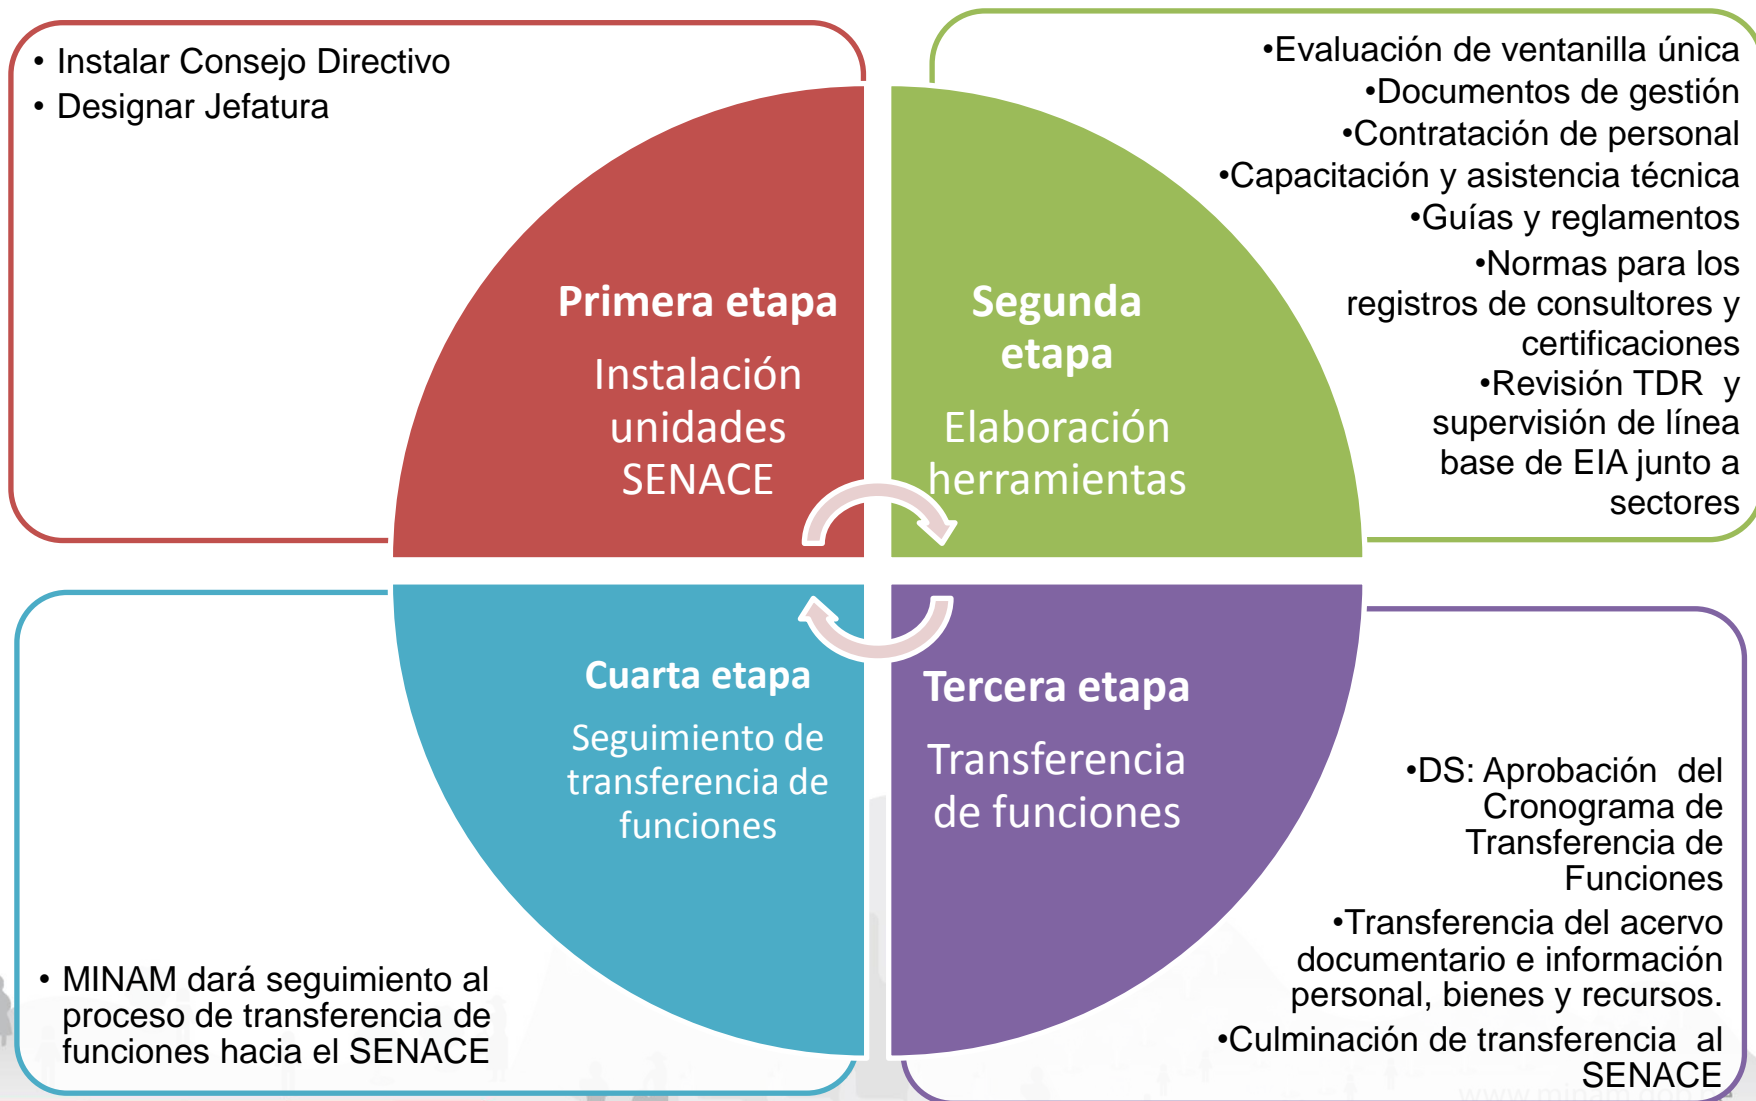 • Instalar Consejo Directivo
• Designar Jefatura
Primera etapa
Instalación
unidades
SENACE
•Evaluación de ventanilla única
•Documentos de gestión
•Contratación de personal
•Capacitación y asistencia técnica
•Guías y reglamentos
•Normas para los
registros de consultores y
certificaciones
•Revisión TDR y
supervisión de línea
base de EIA junto a
sectores
Segunda
etapa
Elaboración
herramientas
Tercera etapa
Transferencia
de funciones
•DS: Aprobación del
Cronograma de
Transferencia de
Funciones
•Transferencia del acervo
documentario e información
personal, bienes y recursos.
•Culminación de transferencia al
SENACE
Cuarta etapa
Seguimiento de
transferencia de
funciones
• MINAM dará seguimiento al
proceso de transferencia de
funciones hacia el SENACE